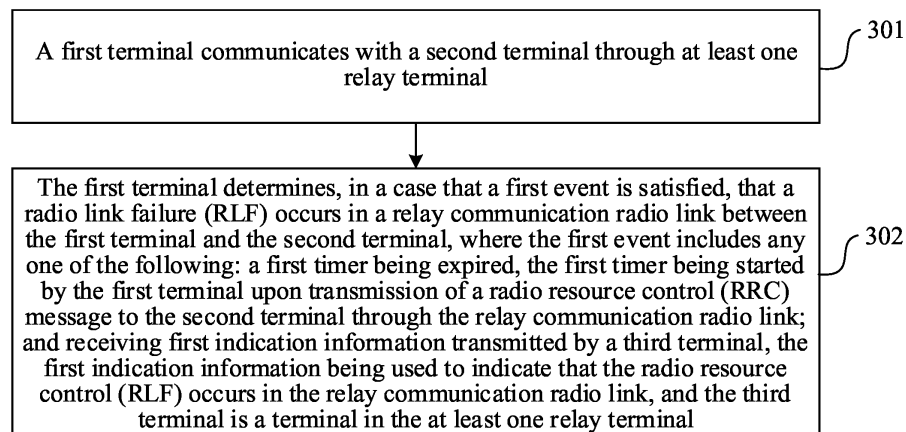 A first terminal communicates with a second terminal through at least one
relay terminal
301
The first terminal determines, in a case that a first event is satisfied, that a
radio link failure (RLF) occurs in a relay communication radio link between
the first terminal and the second terminal, where the first event includes any
one of the following: a first timer being expired, the first timer being started
by the first terminal upon transmission of a radio resource control (RRC)
message to the second terminal through the relay communication radio link;
and receiving first indication information transmitted by a third terminal, the
first indication information being used to indicate that the radio resource
control (RLF) occurs in the relay communication radio link, and the third
terminal is a terminal in the at least one relay terminal
302